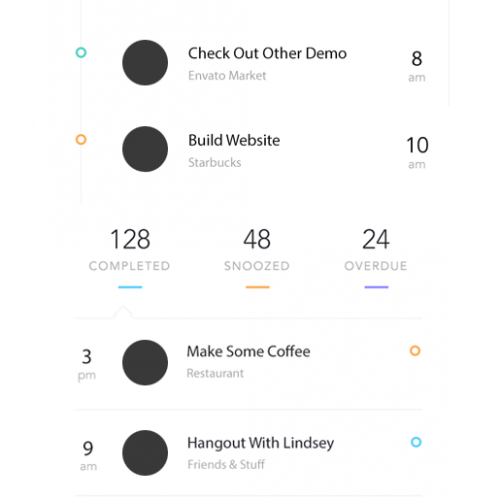 Check Out Other Demo
8
Envato Market
am
Build Website
10
Starbucks
am
128
48
24
COMPLETED
SNOOZED
OVERDUE
3
Make Some Coffee
pm
Restaurant
9
Hangout With Lindsey
am
Friends & Stuff